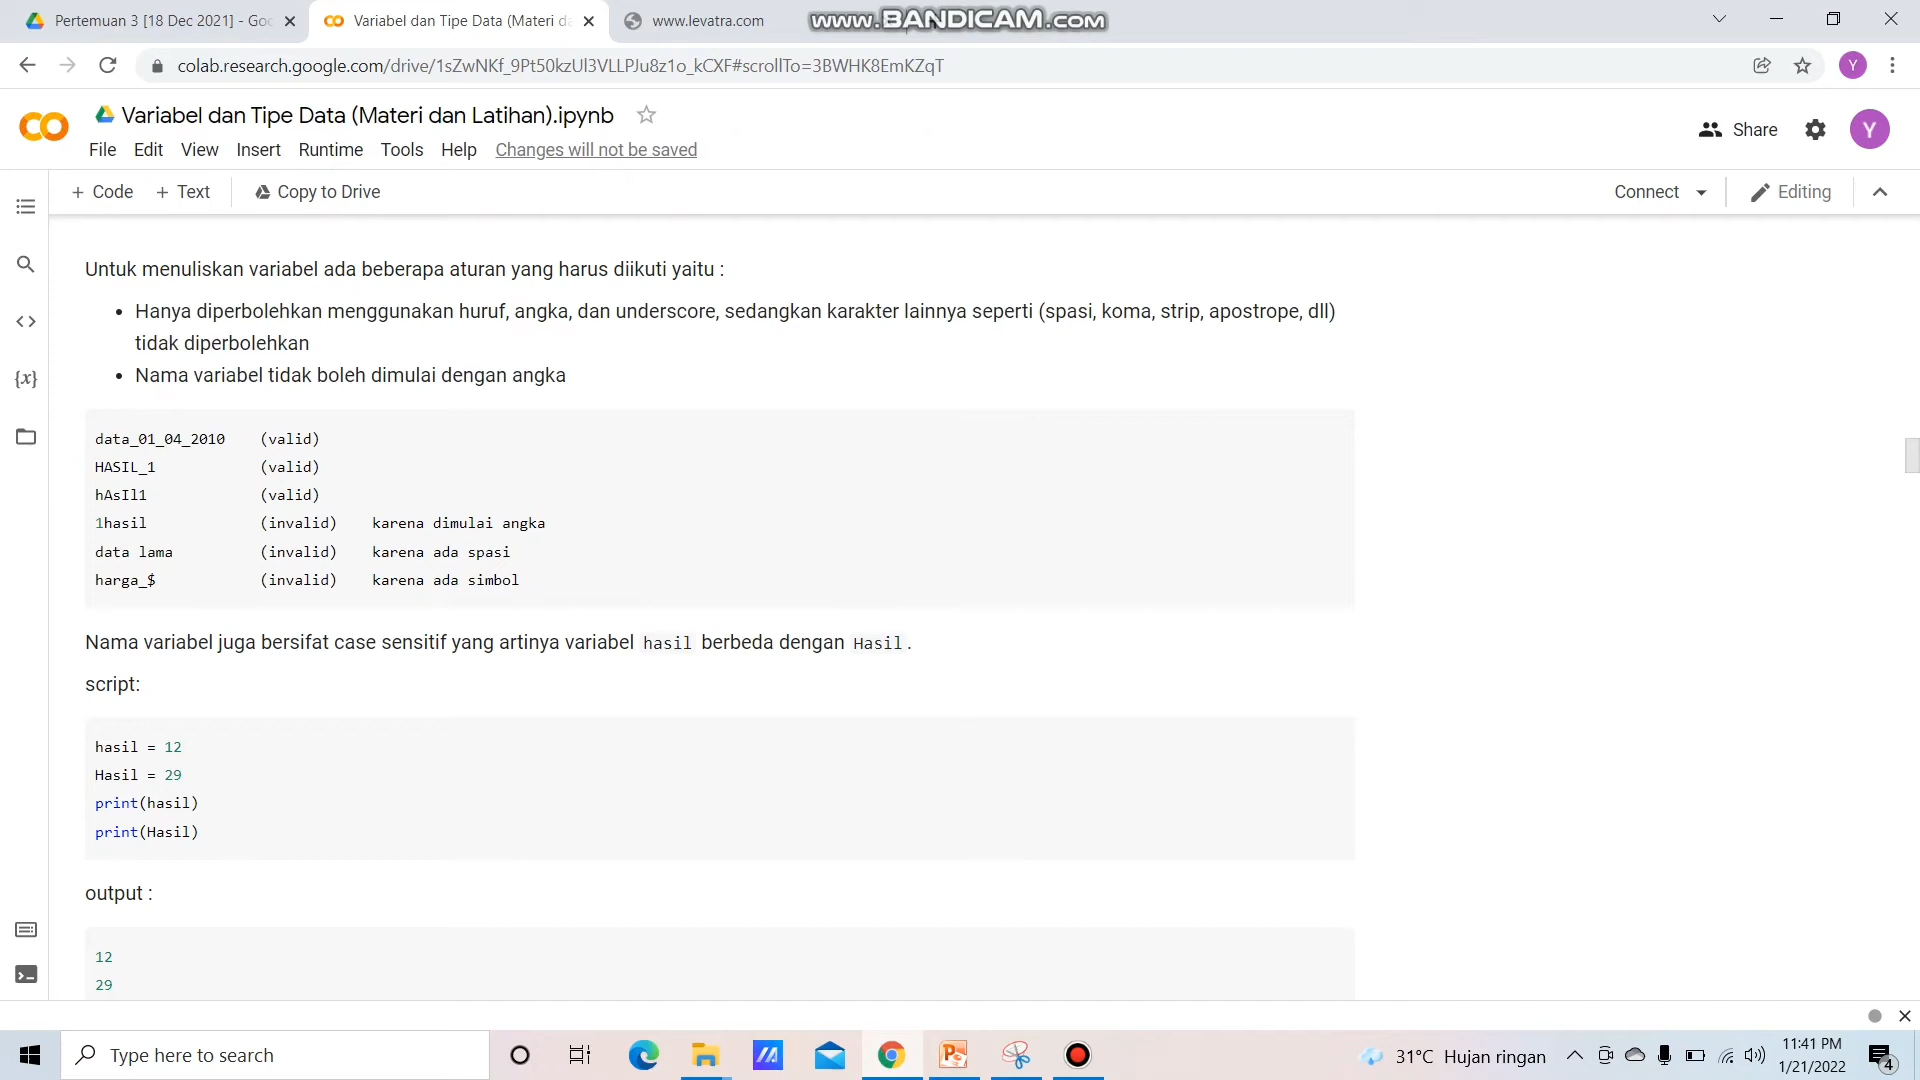 Pertemuan 3 [18 Dec 2021] - Goo
Variabel dan Tipe Data (Materi da
www.levatra.com
WWW.BANDICAM.COM
colab.research.google.com/drive/1sZwNKf_9Pt50kzUl3VLLPJu8z1o_kCXF#scrollTo=3BWHK8EmKZqT
Y
CO
Variabel dan Tipe Data (Materi dan Latihan).ipynb
Share
Y
File Edit View Insert Runtime Tools Help Changes will not be saved
+ Code + Text Copy to Drive
Connect Editing
Untuk menuliskan variabel ada beberapa aturan yang harus diikuti yaitu :
• Hanya diperbolehkan menggunakan huruf, angka, dan underscore, sedangkan karakter lainnya seperti (spasi, koma, strip, apostrope, dll)
tidak diperbolehkan
• Nama variabel tidak boleh dimulai dengan angka
{x}
data_01_04_2010 (valid)
HASIL_1 (valid)
hAsIl1 (valid)
1hasil (invalid) karena dimulai angka
data lama (invalid) karena ada spasi
harga_$ (invalid) karena ada simbol
Nama variabel juga bersifat case sensitif yang artinya variabel hasil berbeda dengan Hasil.
script:
hasil = 12
Hasil = 29
print(hasil)
print(Hasil)
output :
12
29
Type here to search
31°C Hujan ringan
11:41 PM
1/21/2022
4